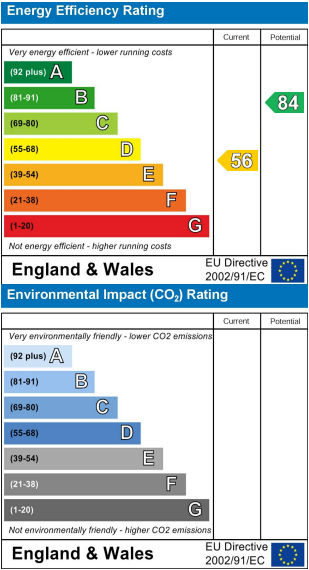 Energy Efficiency Rating
Current Potential
Very energy efficient - lower running costs
(92 plus) A
(81-91) B
84
(69-80) C
(55-68) D
56
(39-54) E
(21-38) F
(1-20) G
Not energy efficient - higher running costs
England & Wales
EU Directive
2002/91/EC
Environmental Impact (CO₂) Rating
Current Potential
Very environmentally friendly - lower CO2 emissions
(92 plus) A
(81-91) B
(69-80) C
(55-68) D
(39-54) E
(21-38) F
(1-20) G
Not environmentally friendly - higher CO2 emissions
England & Wales
EU Directive
2002/91/EC